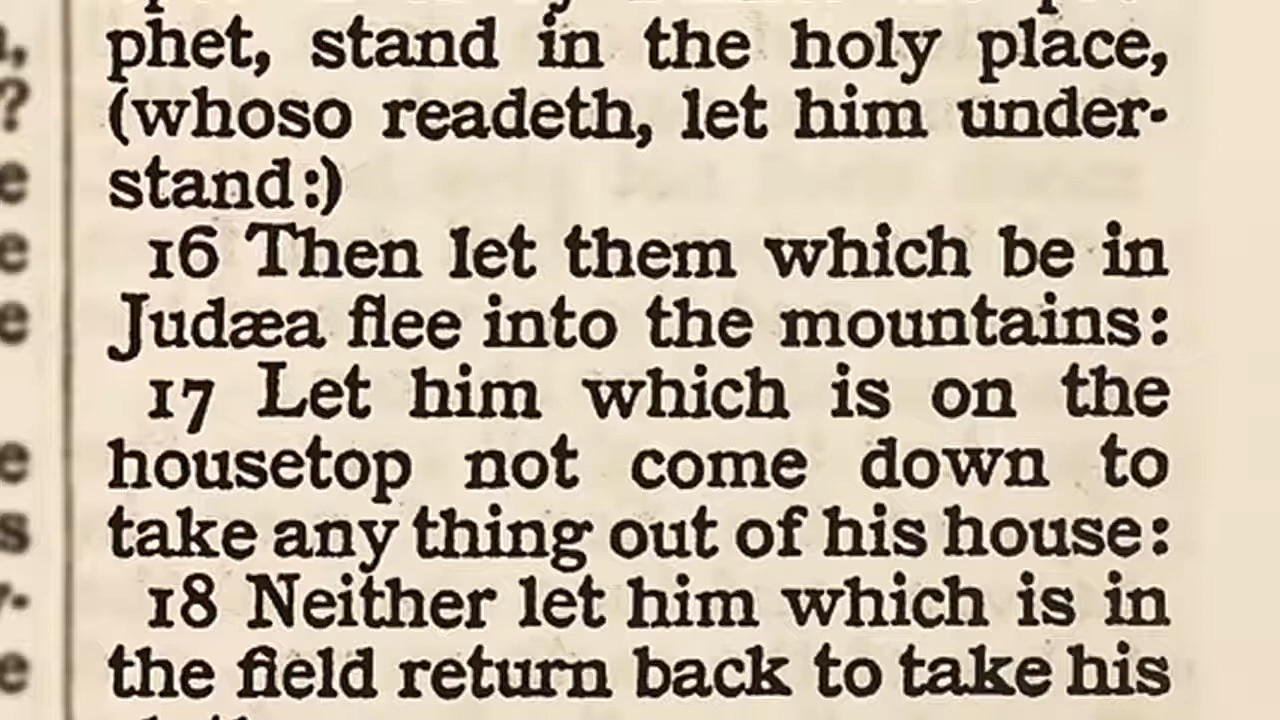 phet, stand in the holy place,
(whoso readeth, let him under-
stand:)
16 Then let them which be in
Judæa flee into the mountains:
17 Let him which is on the
housetop not come down to
take any thing out of his house:
18 Neither let him which is in
the field return back to take his